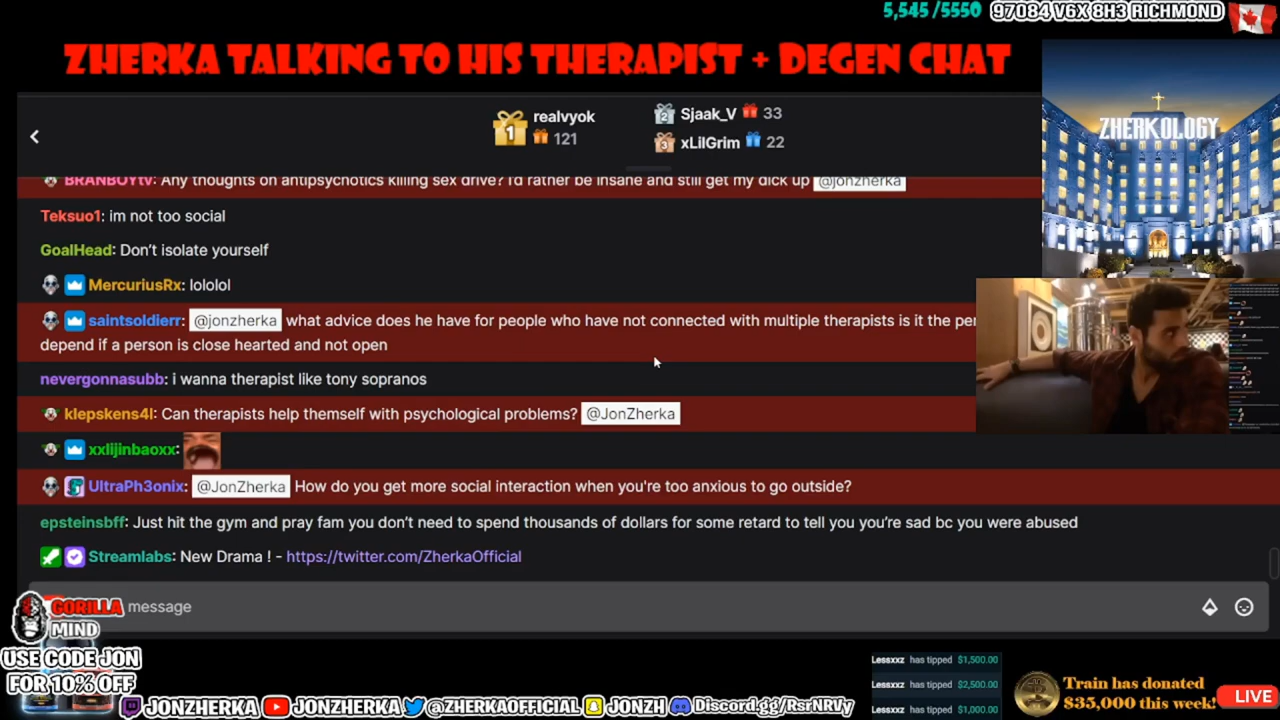 5,545 /5550 97084 V6X 8H3 RICHMOND
ZHERKA TALKING TO HIS THERAPIST + DEGEN CHAT
1 realvyok 121
2 Sjaak_V 33
3 xLilGrim 22
ZHERKOLO6Y
BRANBOYtv: Any thoughts on antipsychotics killing sex drive? I'd rather be insane and still get my dick up @jonzherka
Teksuo1: im not too social
GoalHead: Don't isolate yourself
MercuriusRx: lololol
saintsoldierr: @jonzherka what advice does he have for people who have not connected with multiple therapists is it the per
depend if a person is close hearted and not open
nevergonnasubb: i wanna therapist like tony sopranos
klepskens4l: Can therapists help themself with psychological problems? @JonZherka
xxlijinbaoxx:
UltraPh3onix: @JonZherka How do you get more social interaction when you're too anxious to go outside?
epsteinsbff: Just hit the gym and pray fam you don't need to spend thousands of dollars for some retard to tell you you're sad bc you were abused
Streamlabs: New Drama ! - https://twitter.com/ZherkaOfficial
message
GORILLA
MIND
USE CODE JON
FOR 10% OFF
JONZHERKA JONZHERKA @ZHERKAOFFICIAL JONZH Discord.gg/RsrNRVy
Lessxxz has tipped $1,500.00
Lessxxz has tipped $2,500.00
Lessxxz has tipped $1,000.00
Train has donated
$35,000 this week!
LIVE